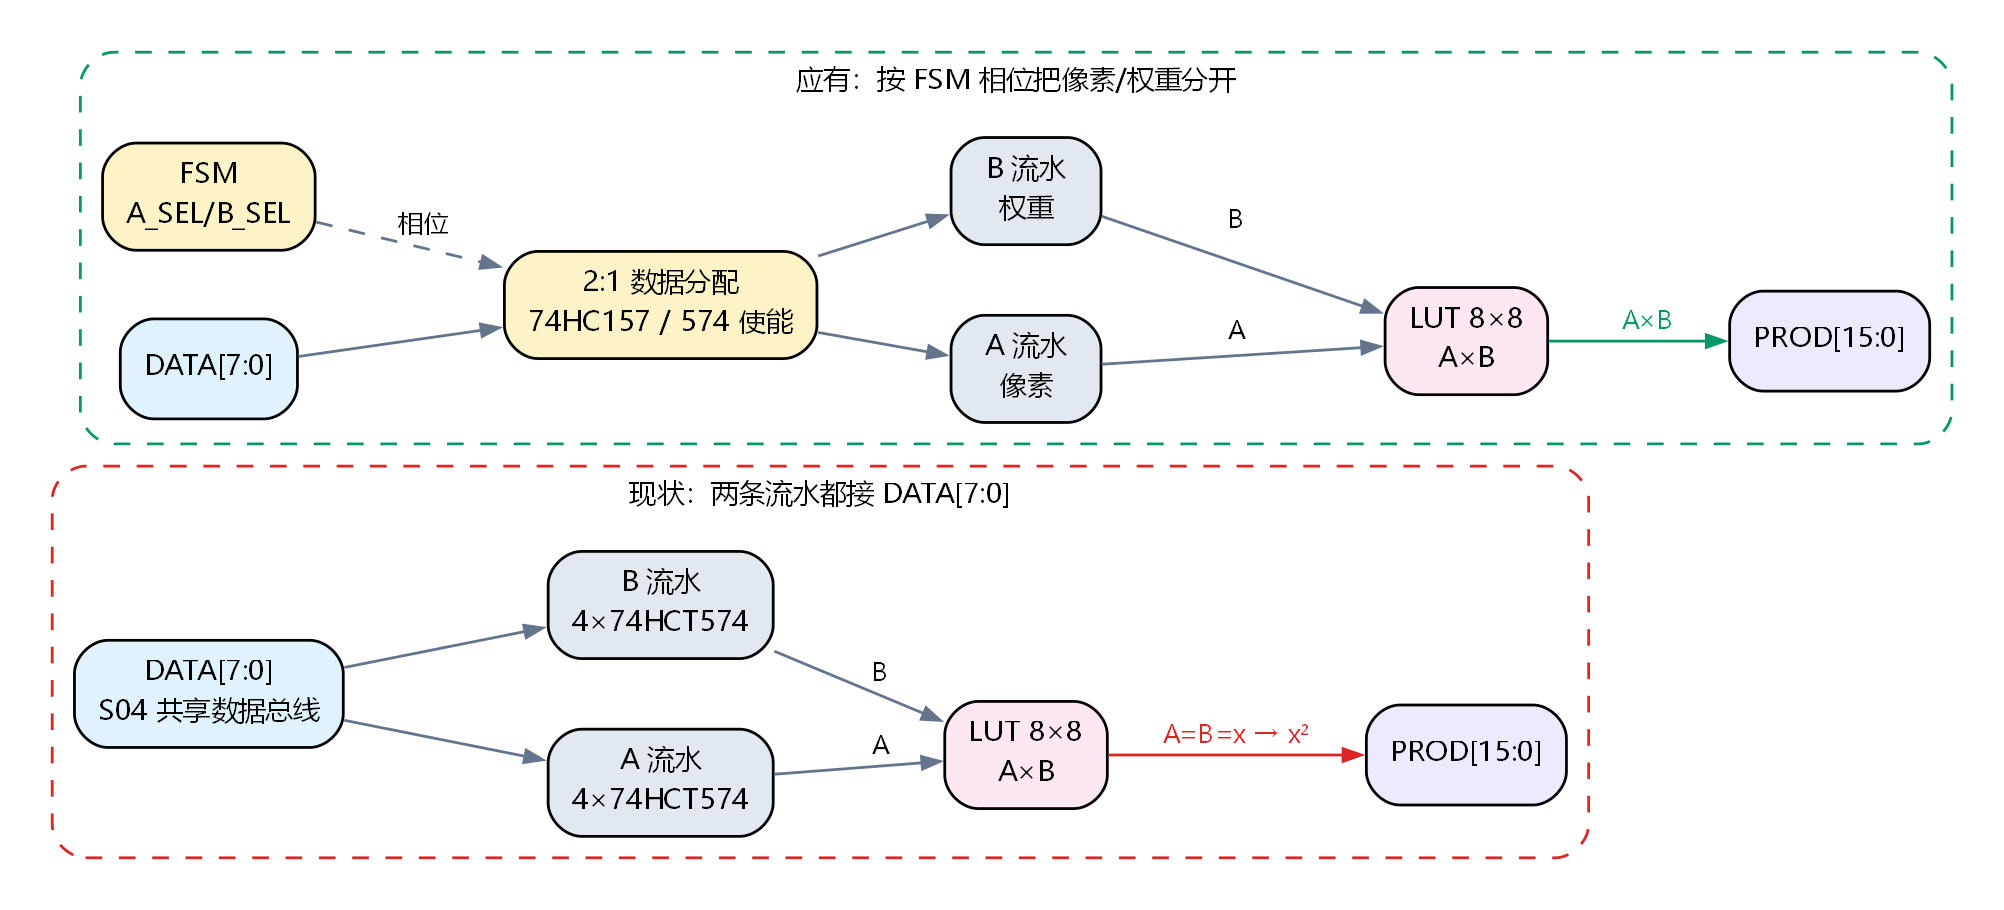 应有：按 FSM 相位把像素/权重分开
FSM
A_SEL/B_SEL
相位
DATA[7:0]
2:1 数据分配
74HC157 / 574 使能
B 流水
权重
A 流水
像素
B
A
LUT 8×8
A×B
A×B
PROD[15:0]
现状：两条流水都接 DATA[7:0]
DATA[7:0]
S04 共享数据总线
B 流水
4×74HCT574
A 流水
4×74HCT574
B
A
LUT 8×8
A×B
A=B=x → x²
PROD[15:0]